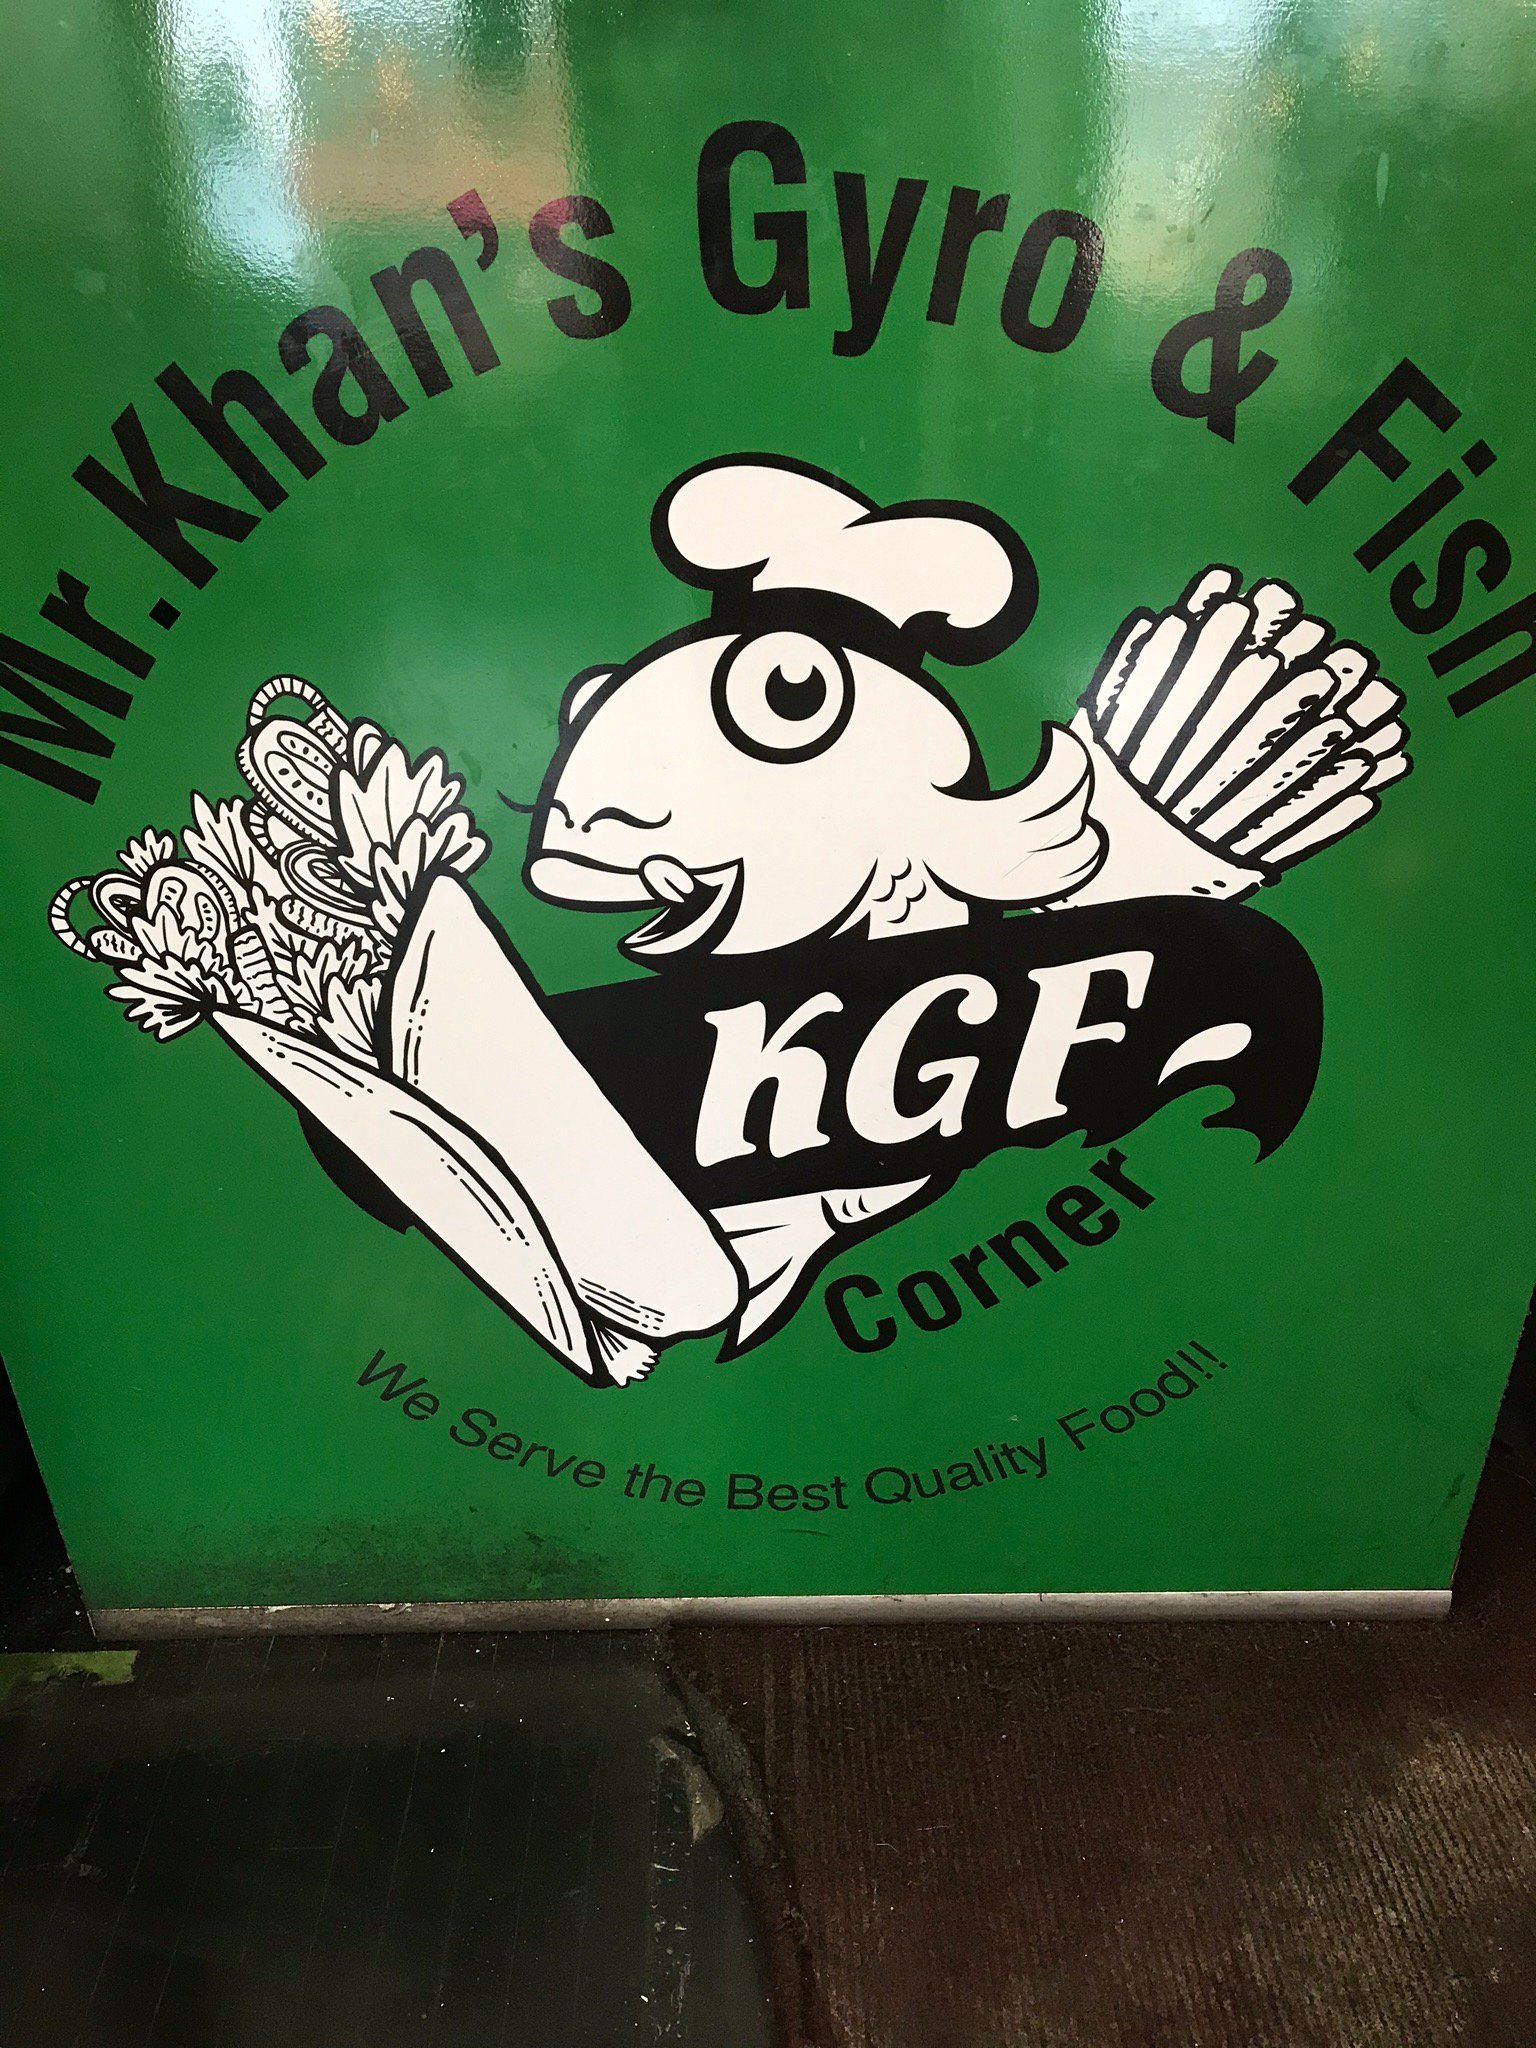 Mr.Khan's Gyro & Fish
KGF
Corner
We Serve the Best Quality Food!!